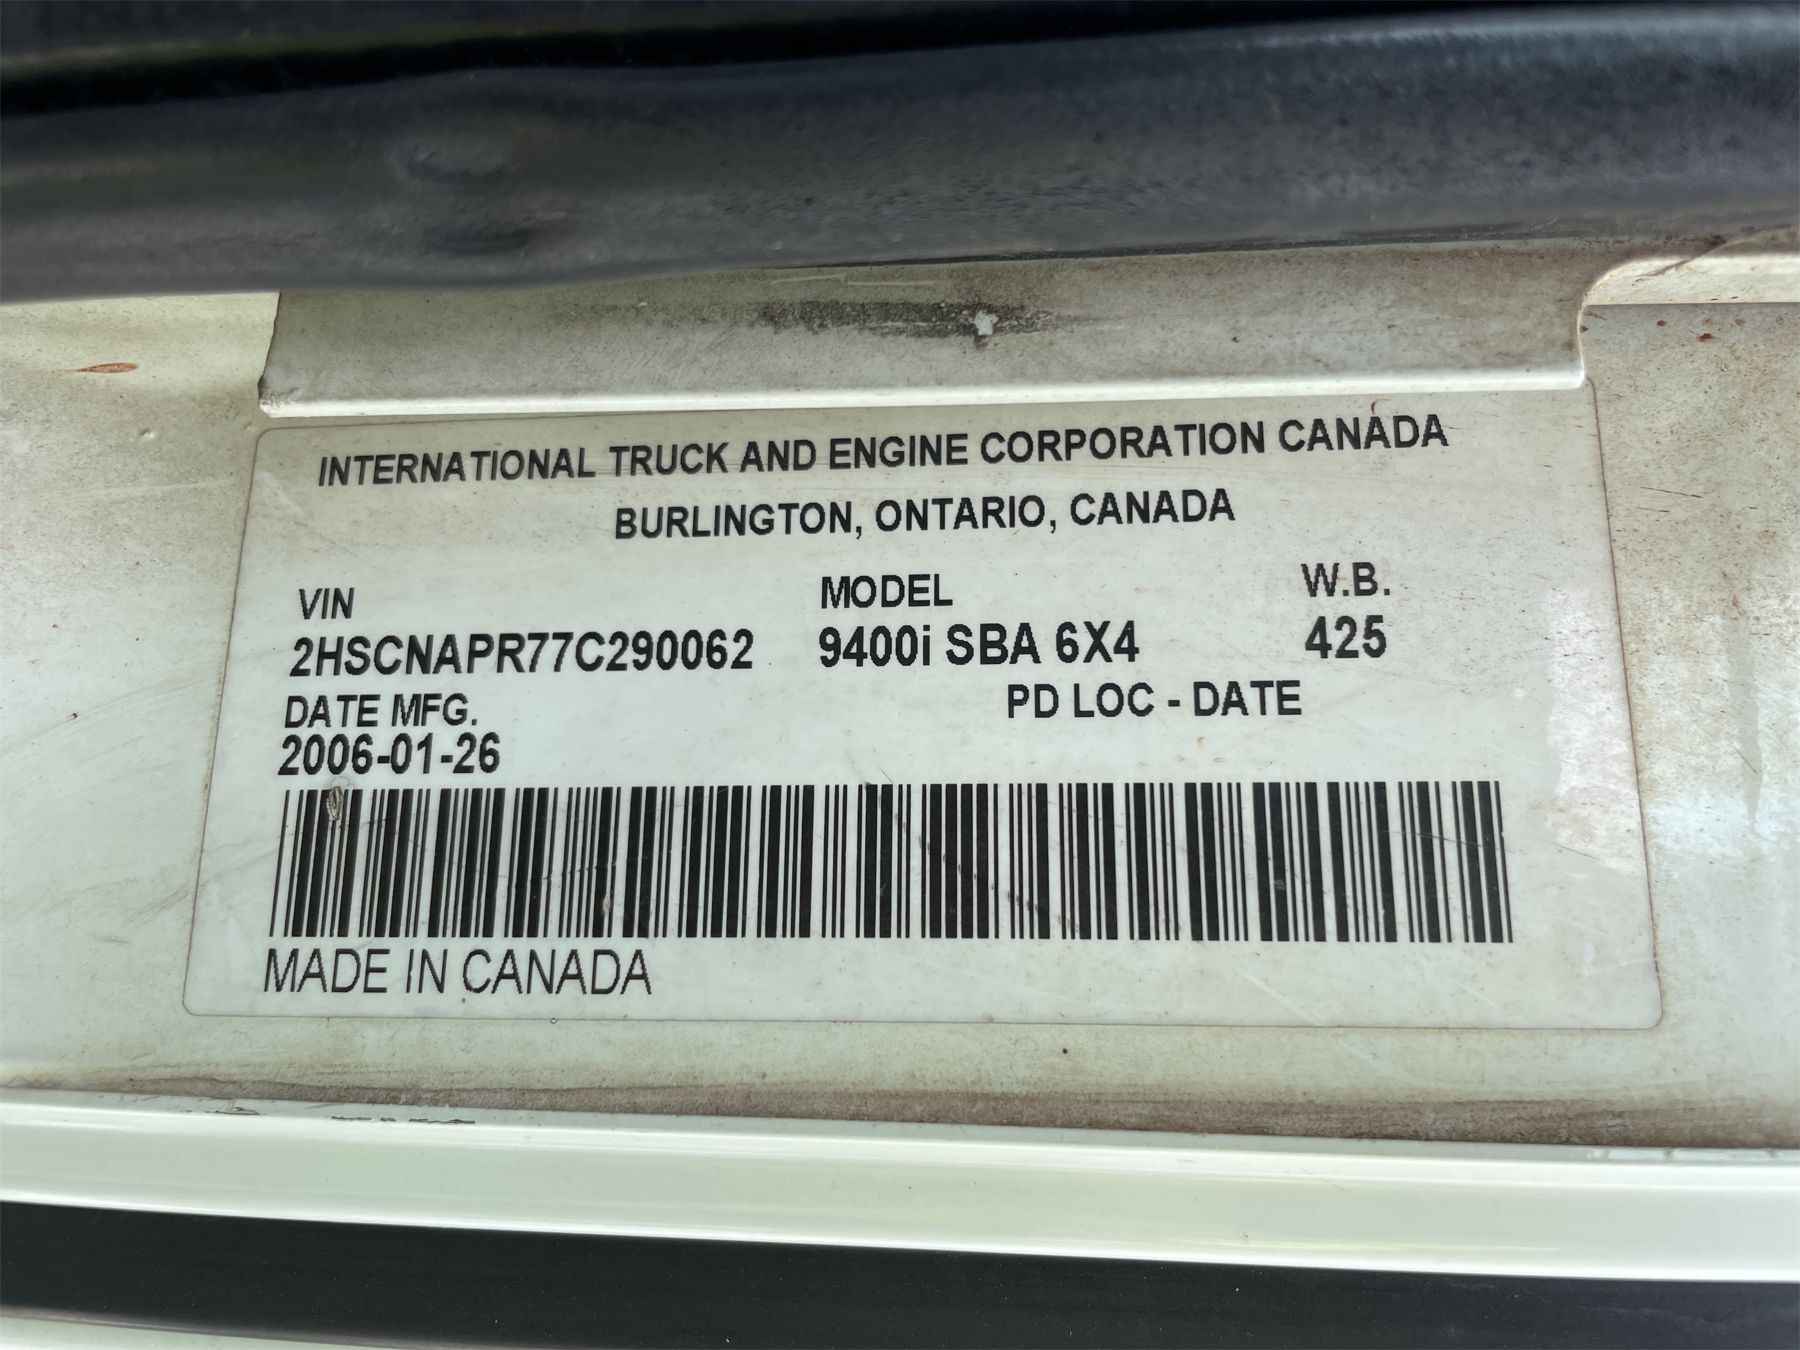 INTERNATIONAL TRUCK AND ENGINE CORPORATION CANADA
BURLINGTON, ONTARIO, CANADA
VIN MODEL W.B.
2HSCNAPR77C290062 9400i SBA 6X4 425
DATE MFG. PD LOC - DATE
2006-01-26
MADE IN CANADA